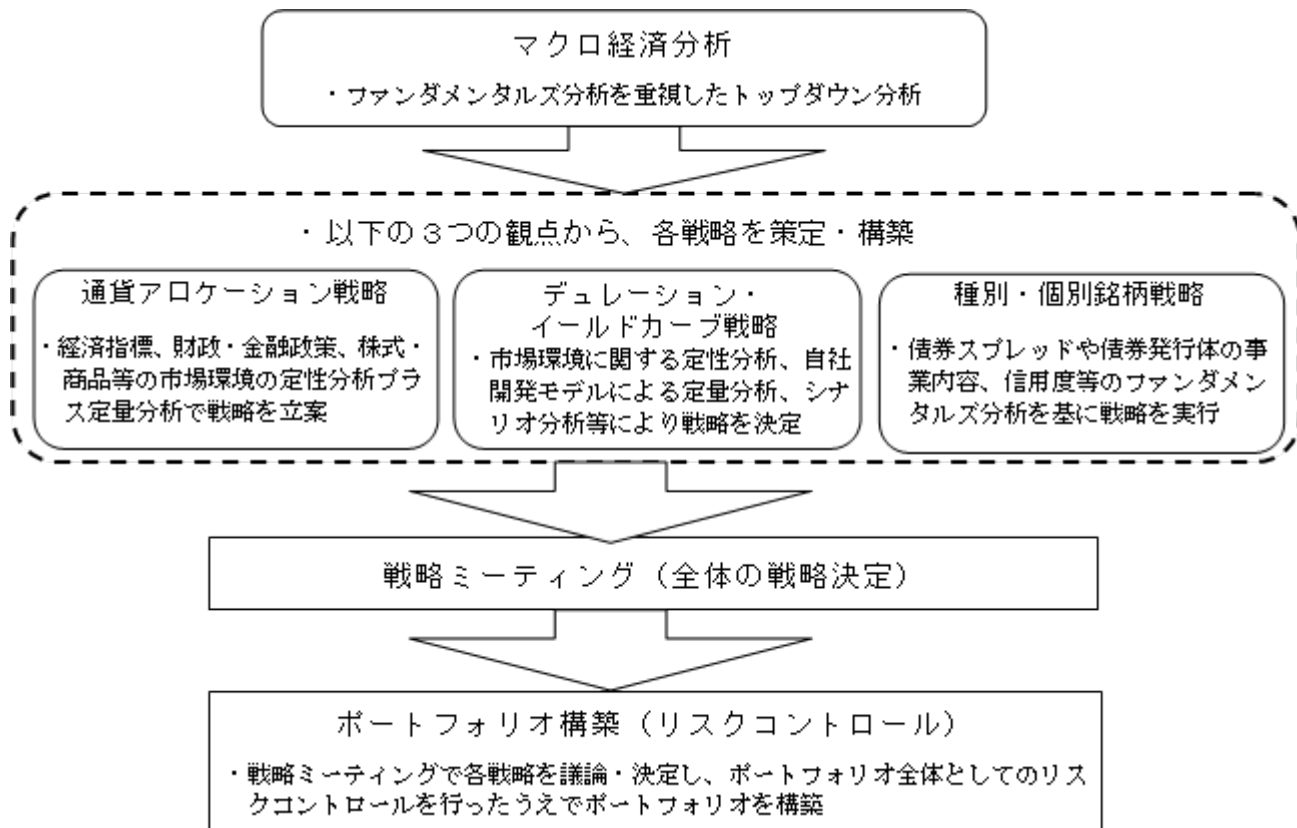 マクロ経済分析
・ファンダメンタルズ分析を重視したトップダウン分析
・以下の３つの観点から、各戦略を策定・構築
通貨アロケーション戦略
・経済指標、財政・金融政策、株式・
商品等の市場環境の定性分析プラ
ス定量分析で戦略を立案
デュレーション・
イールドカーブ戦略
・市場環境に関する定性分析、自社
開発モデルによる定量分析、シナ
リオ分析等により戦略を決定
種別・個別銘柄戦略
・債券スプレッドや債券発行体の事
業内容、信用度等のファンダメン
タルズ分析を基に戦略を実行
戦略ミーティング（全体の戦略決定）
ポートフォリオ構築（リスクコントロール）
・戦略ミーティングで各戦略を議論・決定し、ポートフォリオ全体としてのリス
クコントロールを行ったうえでポートフォリオを構築